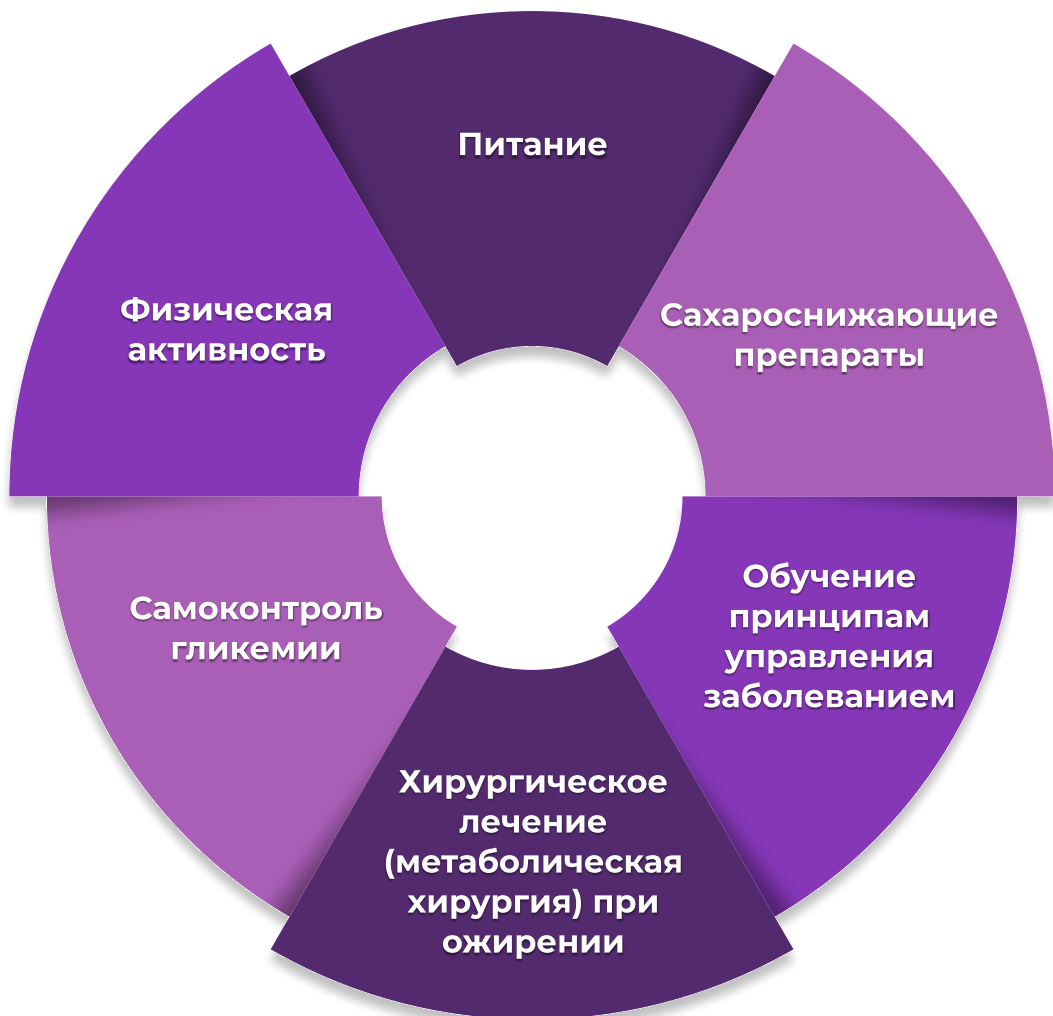 Питание
Физическая
активность
Сахароснижающие
препараты
Самоконтроль
гликемии
Обучение
принципам
управления
заболеванием
Хирургическое
лечение
(метаболическая
хирургия) при
ожирении